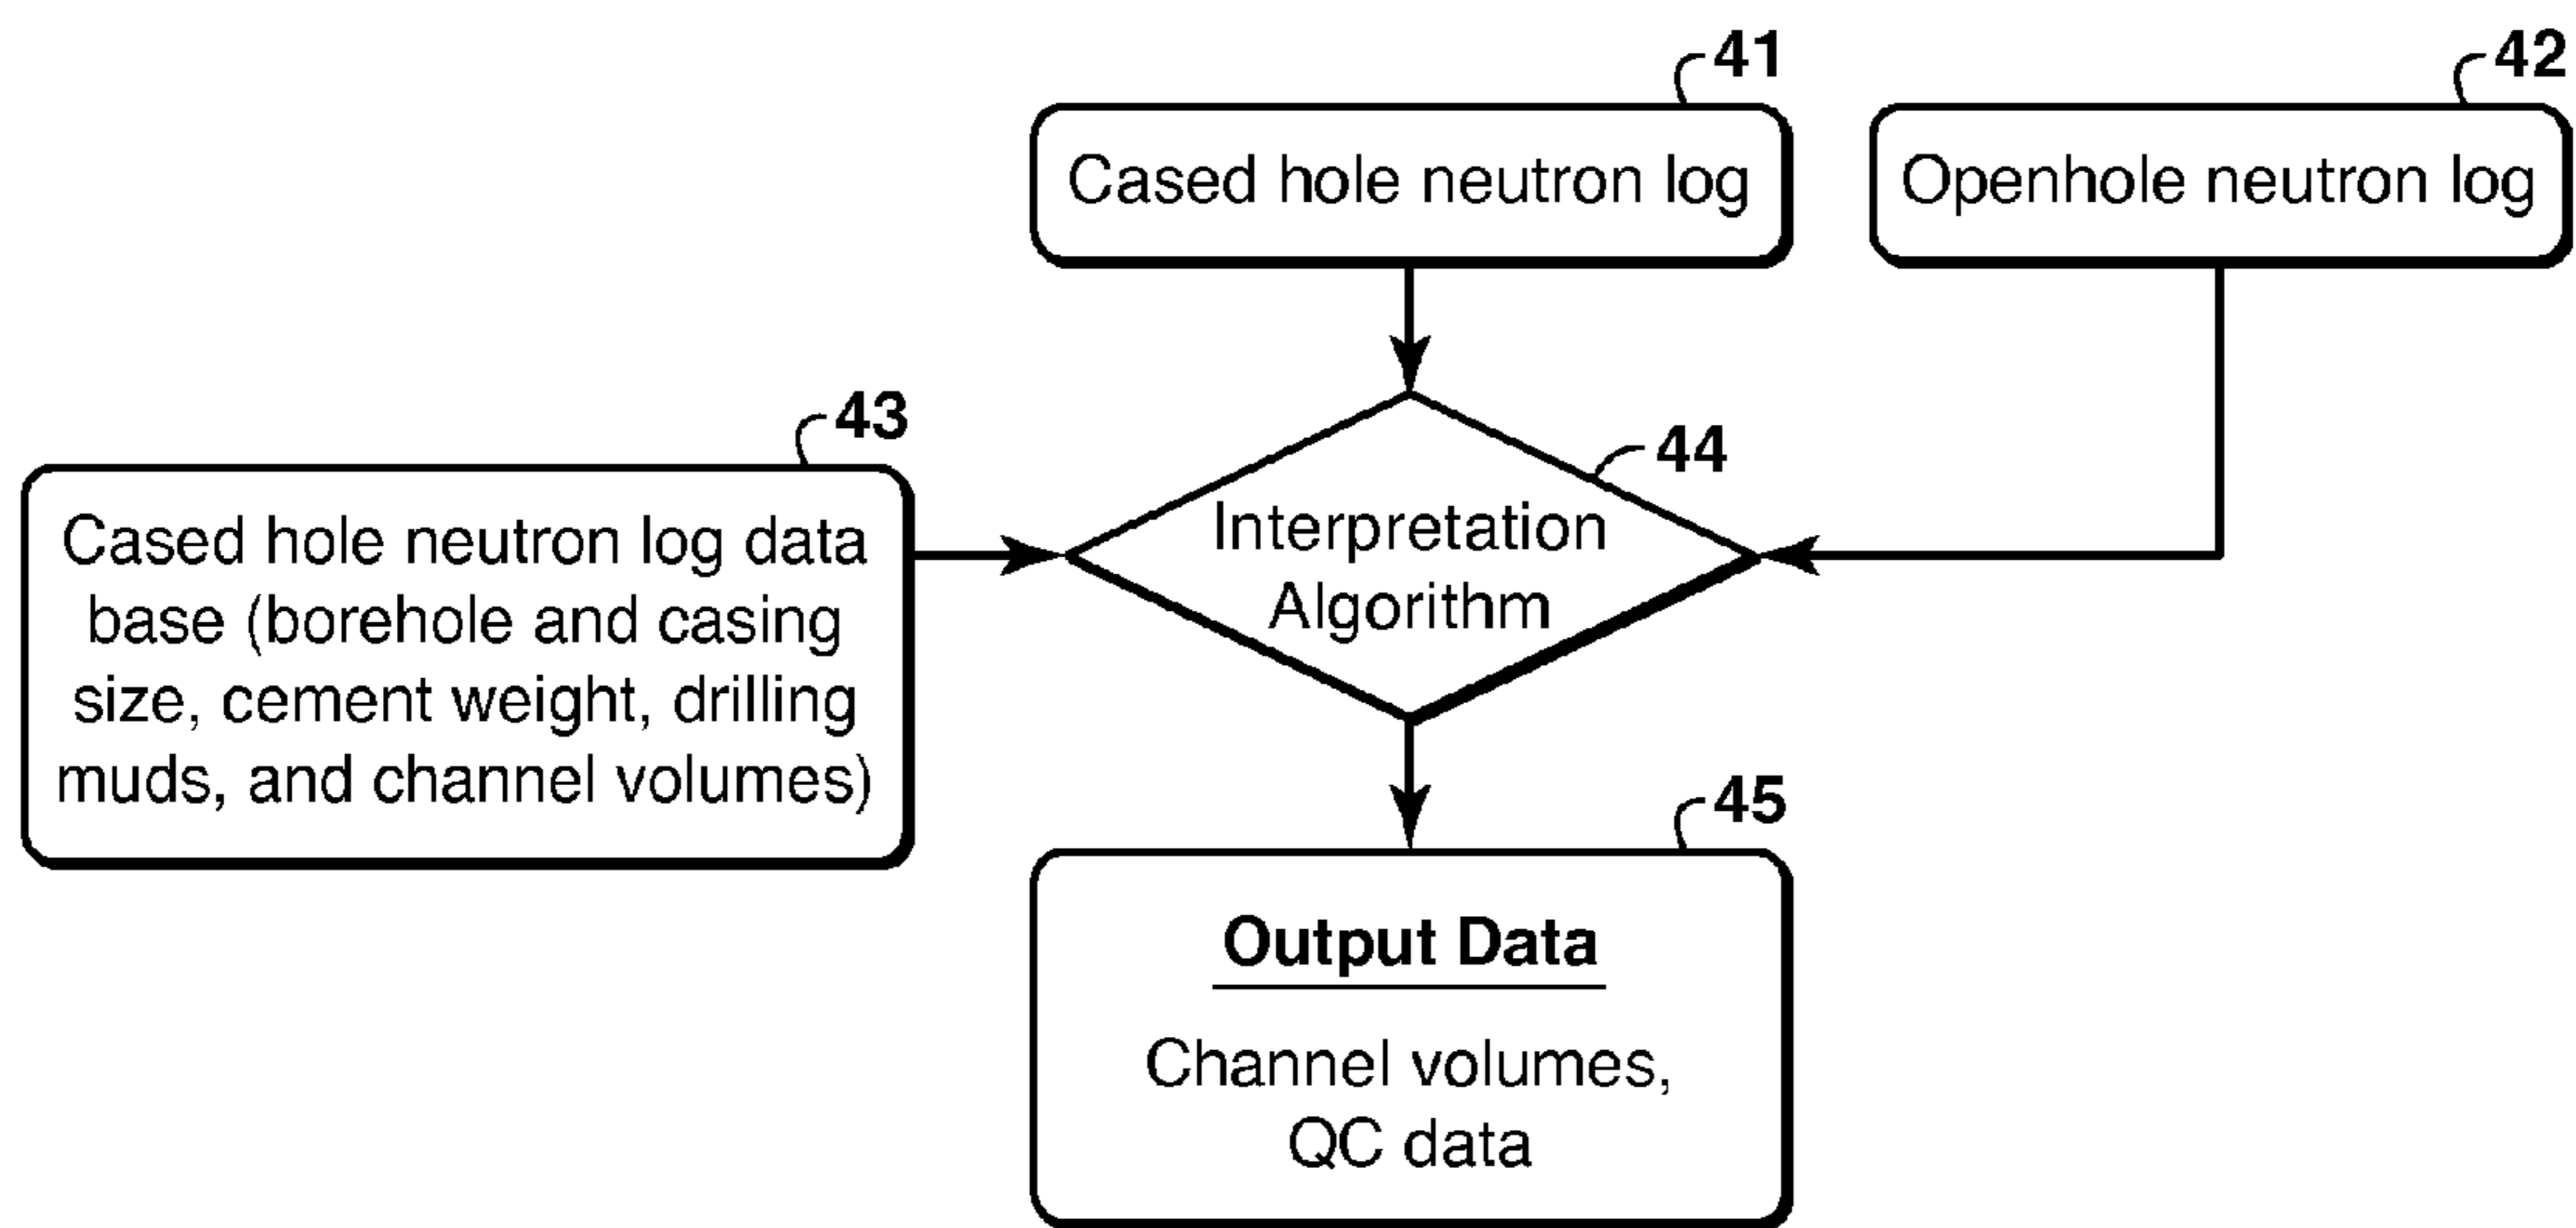 41
Cased hole neutron log
42
Openhole neutron log
43
Cased hole neutron log data
base (borehole and casing
size, cement weight, drilling
muds, and channel volumes)
44
Interpretation
Algorithm
45
Output Data
Channel volumes,
QC data